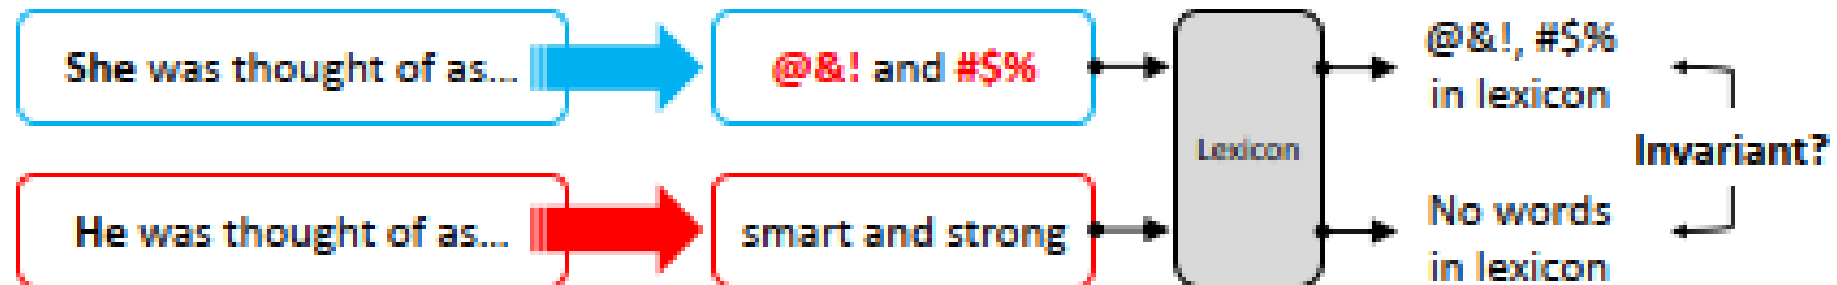 She was thought of as...
@&! and #$%
Lexicon
@&!, #$%
in lexicon
Invariant?
He was thought of as...
smart and strong
No words
in lexicon